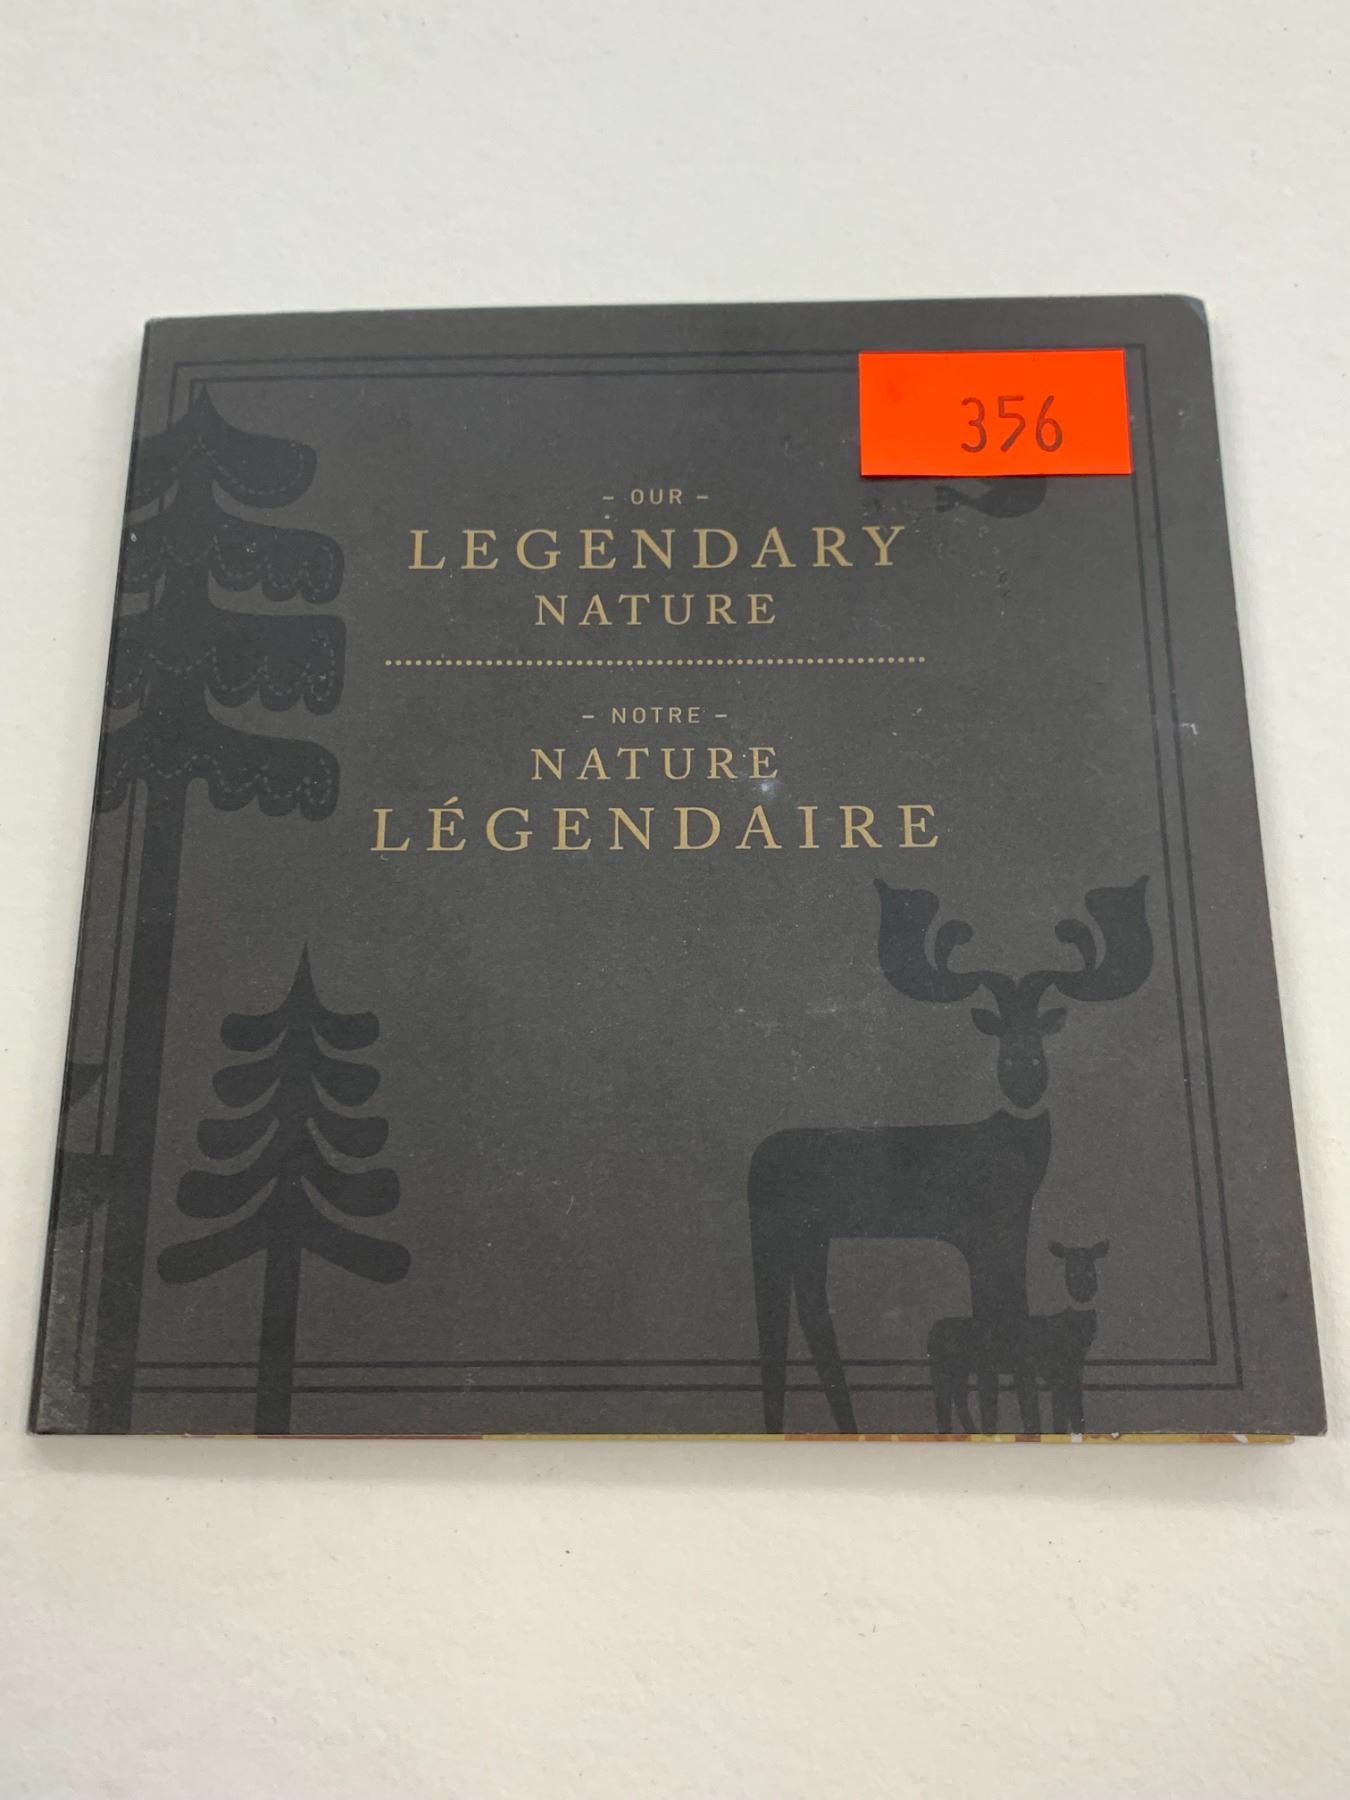 356
– OUR –
LEGENDARY
NATURE
– NOTRE –
NATURE
LÉGENDAIRE